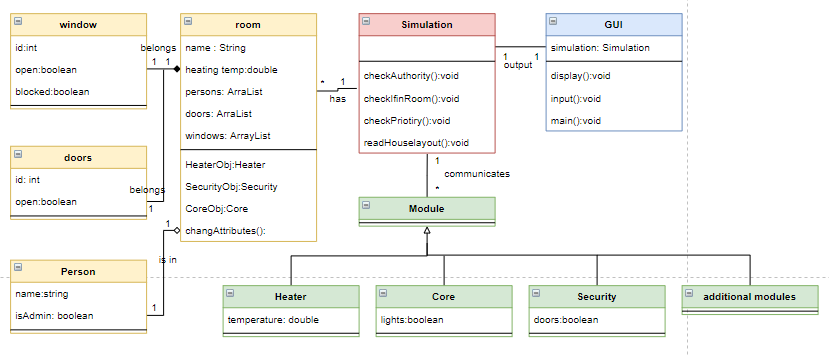 window
id:int
open:boolean
blocked:boolean
belongs
1
1
room
name : String
heating temp:double
persons: ArraList
doors: ArraList
windows: ArrayList
HeaterObj:Heater
SecurityObj:Security
CoreObj:Core
changAttributes():
*
1
has
Simulation
checkAuthority():void
checkIfinRoom():void
checkPriotiry():void
readHouselayout():void
1
1
output
GUI
simulation: Simulation
display():void
input():void
main():void
doors
id: int
open:boolean
belongs
1
1
communicates
*
Module
1
is in
Person
name:string
isAdmin: boolean
1
Heater
temperature: double
Core
lights:boolean
Security
doors:boolean
additional modules